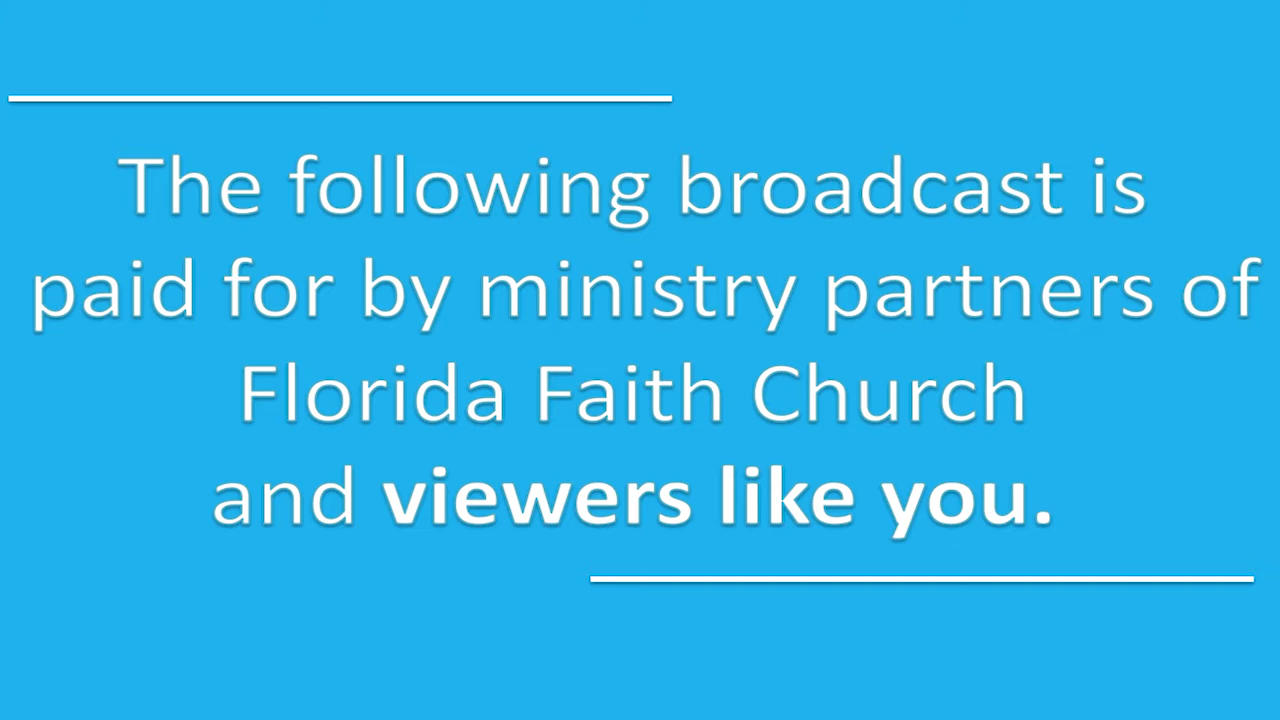 The following broadcast is
paid for by ministry partners of
Florida Faith Church
and viewers like you.